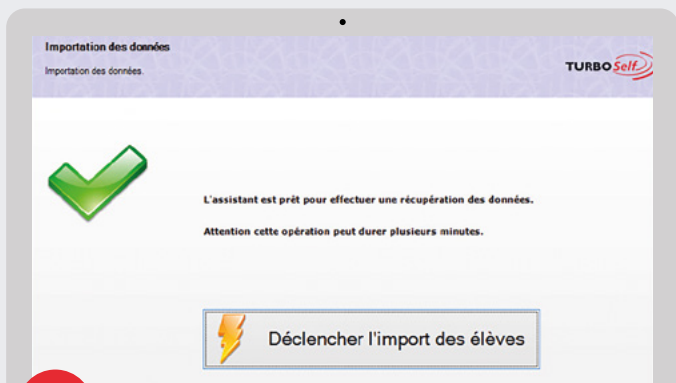 Importation des données
Importation des données.
TURBOSelf
L'assistant est prêt pour effectuer une récupération des données.
Attention cette opération peut durer plusieurs minutes.
Déclencher l'import des élèves